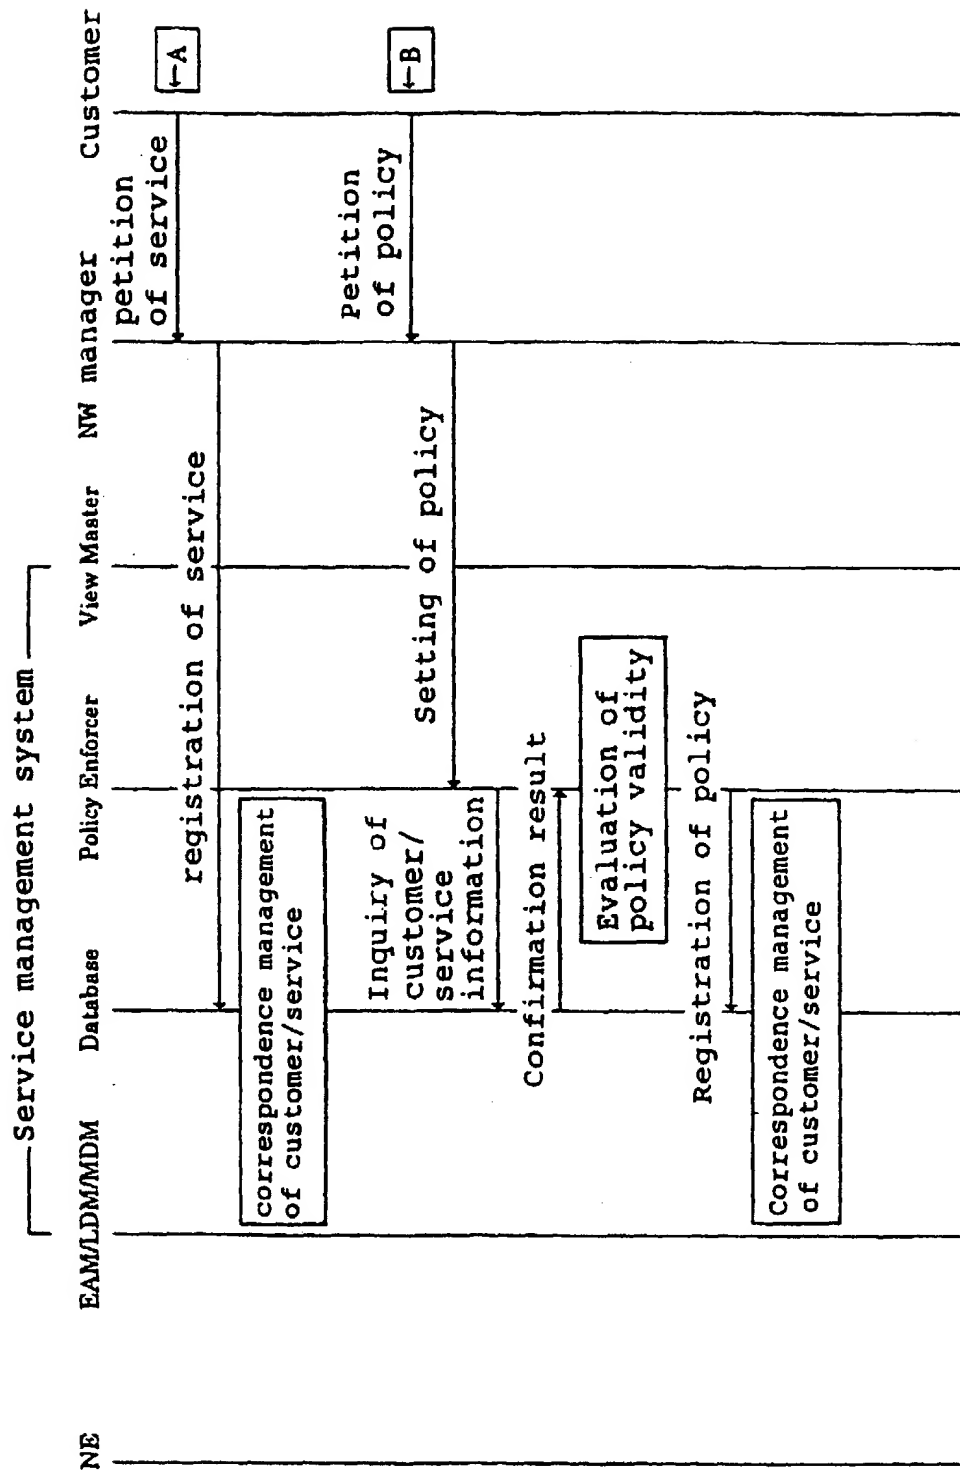 Service management system
NE
EAM/LDM/MDM
Database
Policy Enforcer
View Master
NW manager
Customer
petition
of service
←A
registration of service
correspondence management
of customer/service
Petition
of policy
←B
Setting of policy
Inquiry of
customer/
service
information
Confirmation result
Evaluation of
policy validity
Registration of policy
Correspondence management
of customer/service